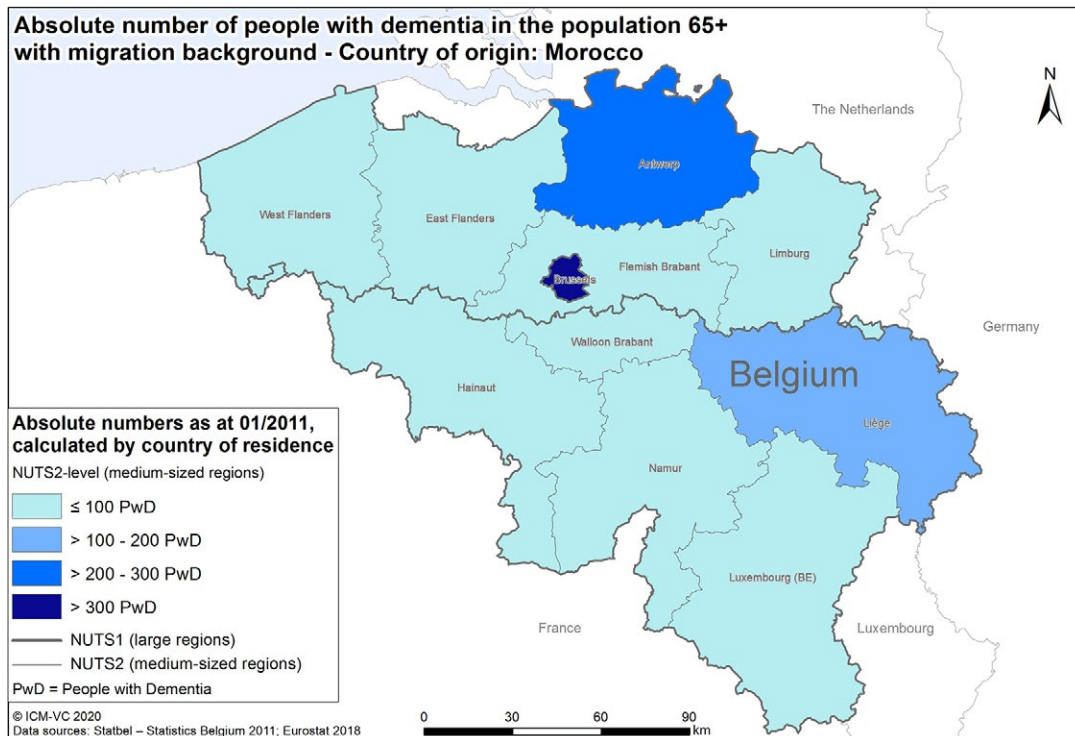 Absolute number of people with dementia in the population 65+
with migration background - Country of origin: Morocco
N
The Netherlands
Antwerp
West Flanders
East Flanders
Limburg
Flemish Brabant
Brussels
Germany
Walloon Brabant
Belgium
Hainaut
Liège
Namur
Luxembourg (BE)
France
Luxembourg
Absolute numbers as at 01/2011,
calculated by country of residence
NUTS2-level (medium-sized regions)
≤ 100 PwD
> 100 - 200 PwD
> 200 - 300 PwD
> 300 PwD
NUTS1 (large regions)
NUTS2 (medium-sized regions)
PwD = People with Dementia
© ICM-VC 2020
Data sources: Statbel – Statistics Belgium 2011; Eurostat 2018
0 30 60 90
km